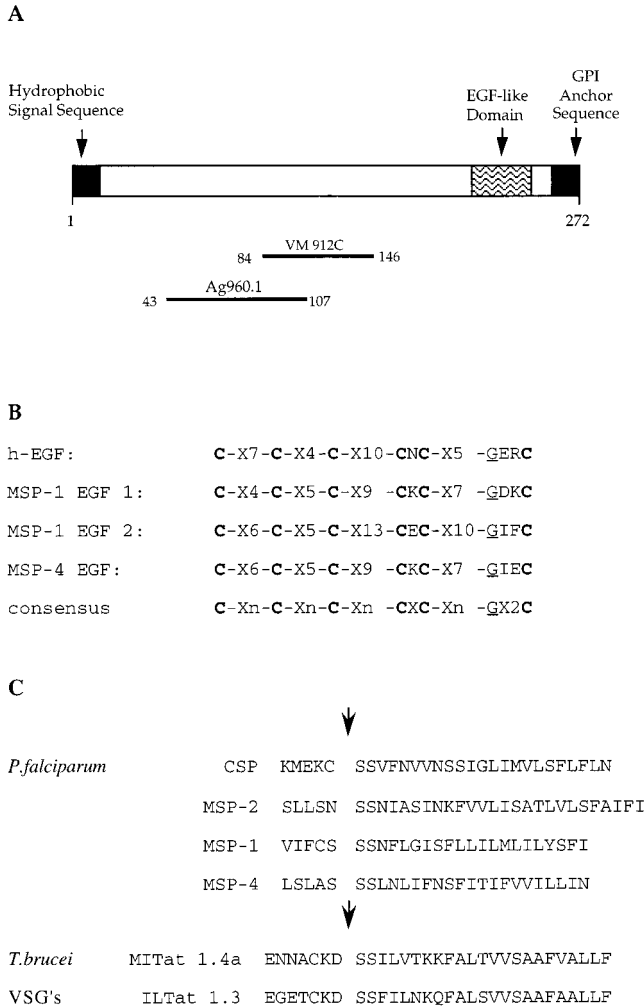 A
Hydrophobic
Signal Sequence
EGF-like
Domain
GPI
Anchor
Sequence
1
272
84 VM 912C 146
43 Ag960.1 107
B
h-EGF: C-X7-C-X4-C-X10-CNC-X5 -GERC
MSP-1 EGF 1: C-X4-C-X5-C-X9 -CKC-X7 -GDKC
MSP-1 EGF 2: C-X6-C-X5-C-X13-CEC-X10-GIFC
MSP-4 EGF: C-X6-C-X5-C-X9 -CKC-X7 -GIEC
consensus C-Xn-C-Xn-C-Xn -CXC-Xn -GX2C
C
P.falciparum CSP KMEKC SSVFNVVNSSIGLIMVLSFLFLN
MSP-2 SLLSN SSNIASINKFVVLISATLVLSFAIFI
MSP-1 VIFCS SSNFLGISFLLILMLILYSFI
MSP-4 LSLAS SSLNLIFNSFITIFVVILLIN
T.brucei MITat 1.4a ENNACKD SSILVTKKFALTVVSAAFVALLF
VSG's ILTat 1.3 EGETCKD SSFILNKQFALSVVSAAFAALLF